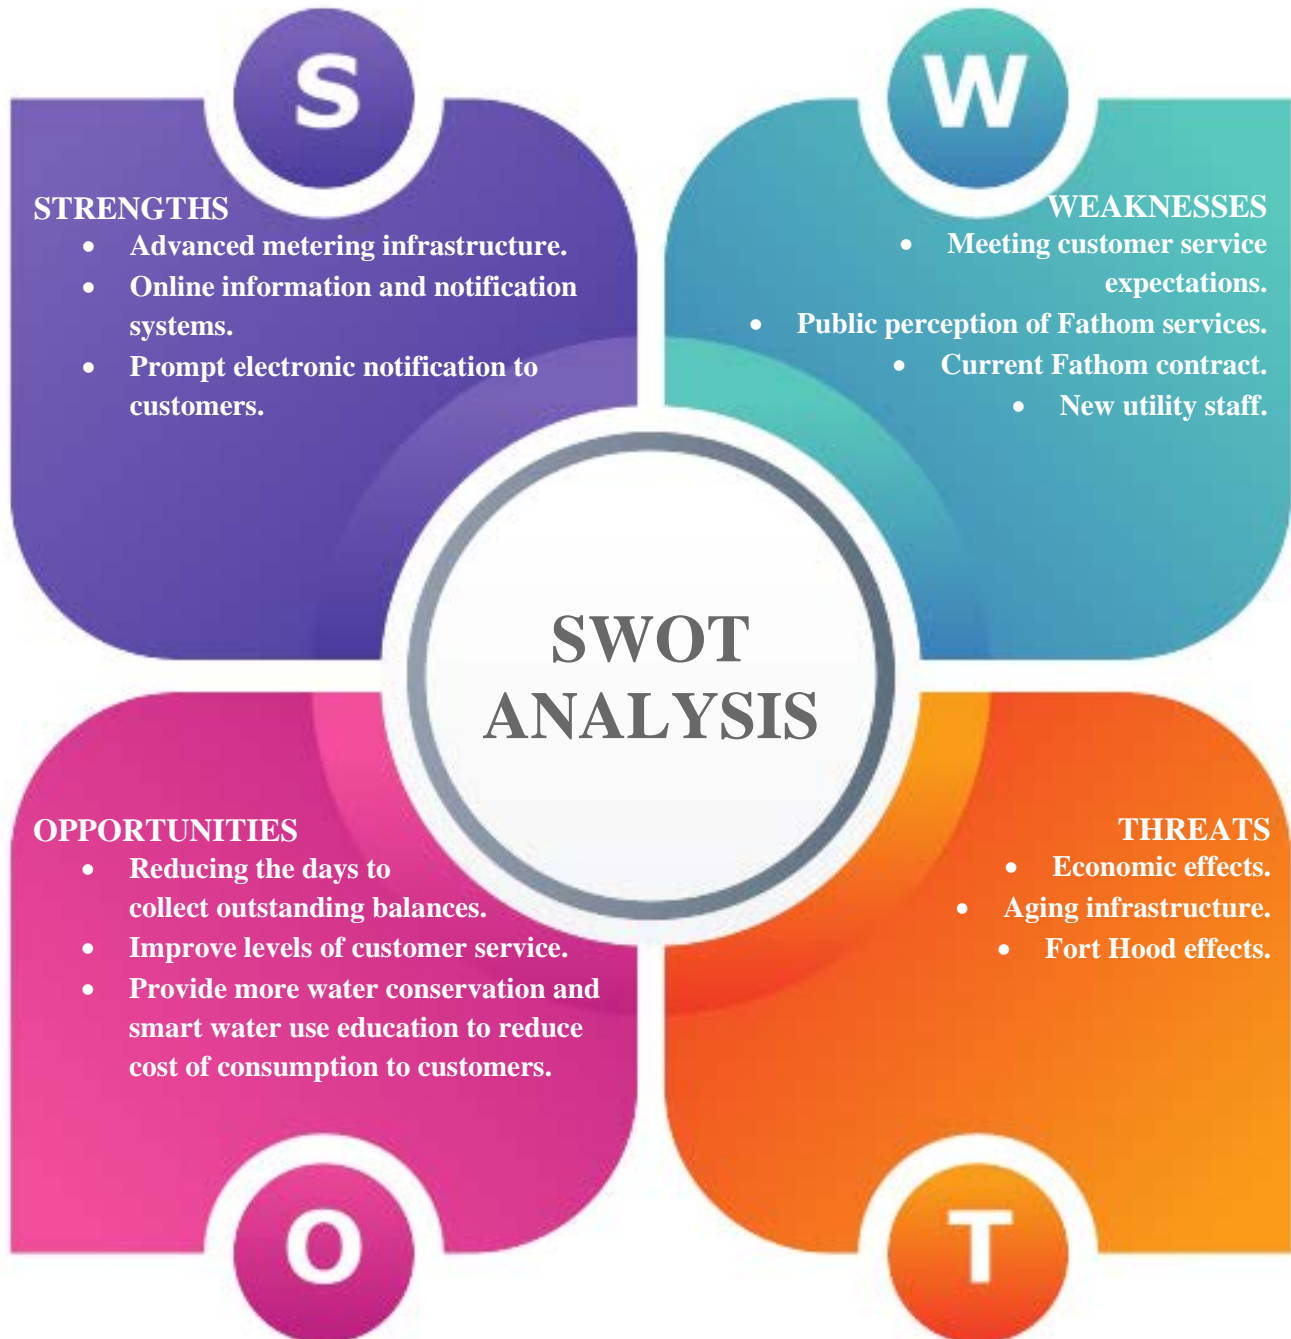 S
STRENGTHS
• Advanced metering infrastructure.
• Online information and notification
systems.
• Prompt electronic notification to
customers.
W
WEAKNESSES
• Meeting customer service
expectations.
• Public perception of Fathom services.
• Current Fathom contract.
• New utility staff.
SWOT
ANALYSIS
OPPORTUNITIES
• Reducing the days to
collect outstanding balances.
• Improve levels of customer service.
• Provide more water conservation and
smart water use education to reduce
cost of consumption to customers.
O
THREATS
• Economic effects.
• Aging infrastructure.
• Fort Hood effects.
T